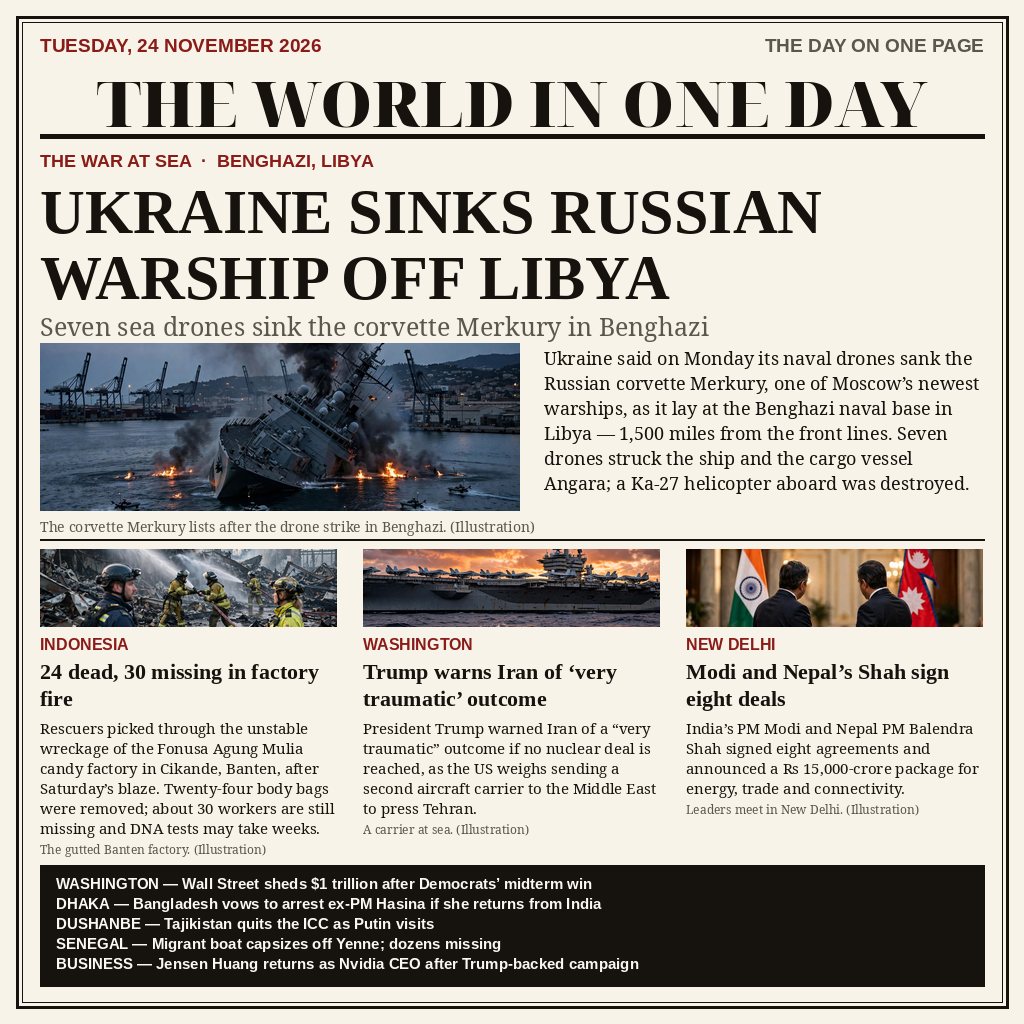 TUESDAY, 24 NOVEMBER 2026
THE DAY ON ONE PAGE
THE WORLD IN ONE DAY
THE WAR AT SEA · BENGHAZI, LIBYA
UKRAINE SINKS RUSSIAN
WARSHIP OFF LIBYA
Seven sea drones sink the corvette Merkury in Benghazi
Ukraine said on Monday its naval drones sank the
Russian corvette Merkury, one of Moscow’s newest
warships, as it lay at the Benghazi naval base in
Libya — 1,500 miles from the front lines. Seven
drones struck the ship and the cargo vessel
Angara; a Ka-27 helicopter aboard was destroyed.
The corvette Merkury lists after the drone strike in Benghazi. (Illustration)
INDONESIA
24 dead, 30 missing in factory
fire
Rescuers picked through the unstable
wreckage of the Fonusa Agung Mulia
candy factory in Cikande, Banten, after
Saturday’s blaze. Twenty-four body bags
were removed; about 30 workers are still
missing and DNA tests may take weeks.
The gutted Banten factory. (Illustration)
WASHINGTON
Trump warns Iran of ‘very
traumatic’ outcome
President Trump warned Iran of a “very
traumatic” outcome if no nuclear deal is
reached, as the US weighs sending a
second aircraft carrier to the Middle East
to press Tehran.
A carrier at sea. (Illustration)
NEW DELHI
Modi and Nepal’s Shah sign
eight deals
India’s PM Modi and Nepal PM Balendra
Shah signed eight agreements and
announced a Rs 15,000-crore package for
energy, trade and connectivity.
Leaders meet in New Delhi. (Illustration)
WASHINGTON — Wall Street sheds $1 trillion after Democrats’ midterm win
DHAKA — Bangladesh vows to arrest ex-PM Hasina if she returns from India
DUSHANBE — Tajikistan quits the ICC as Putin visits
SENEGAL — Migrant boat capsizes off Yenne; dozens missing
BUSINESS — Jensen Huang returns as Nvidia CEO after Trump-backed campaign